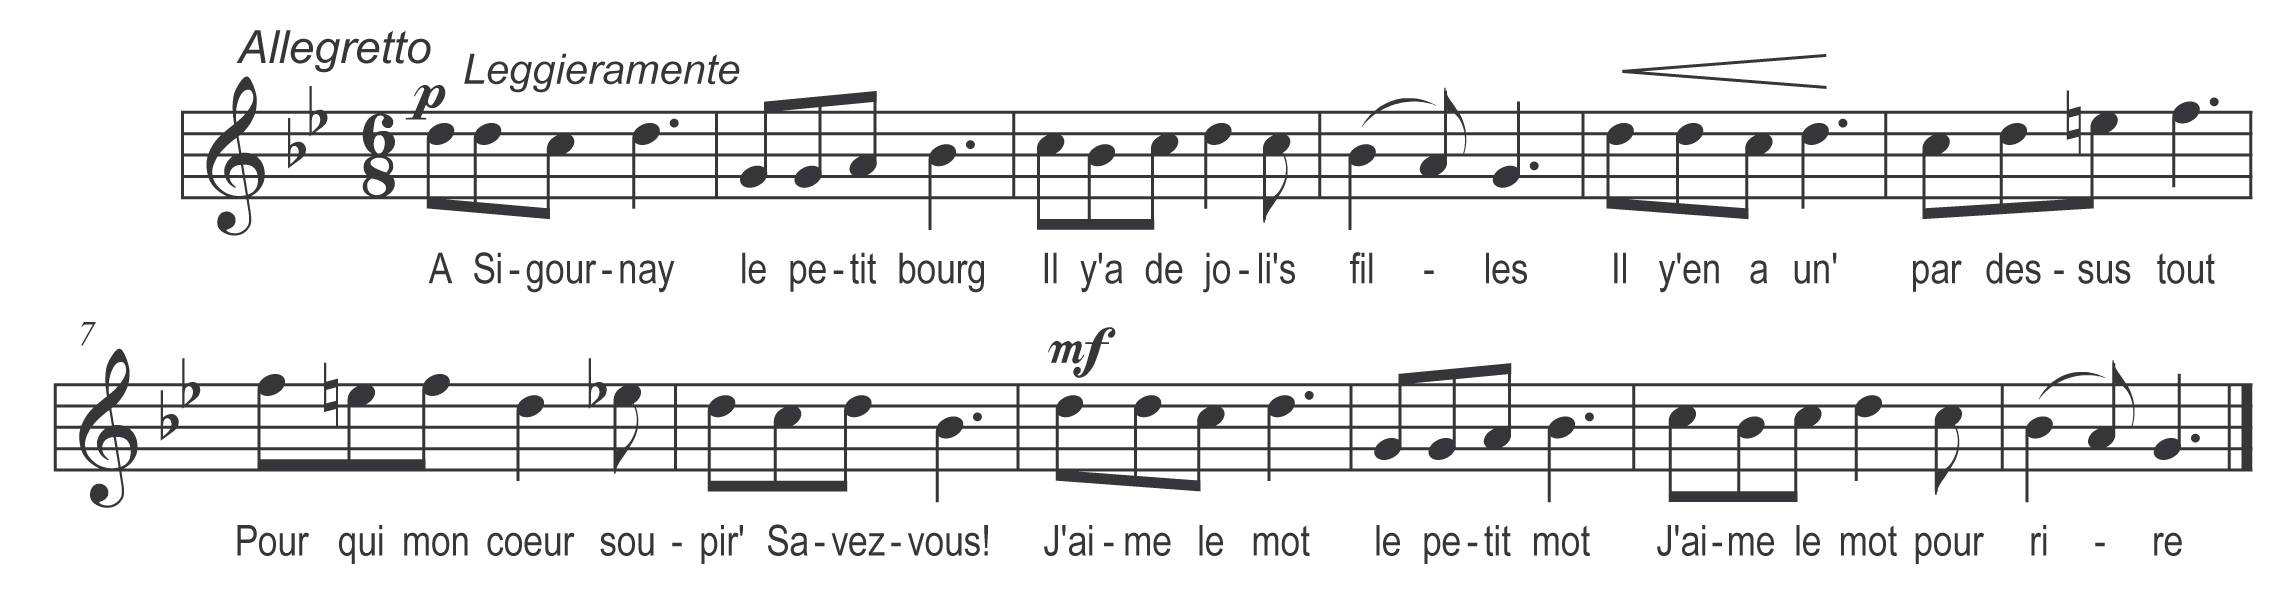 Allegretto
p Leggieramente
6
8
A Si-gour-nay le pe-tit bourg Il y'a de jo-li's fil - les Il y'en a un' par des-sus tout
7
mf
Pour qui mon coeur sou - pir' Sa-vez-vous! J'ai-me le mot le pe-tit mot J'ai-me le mot pour ri - re